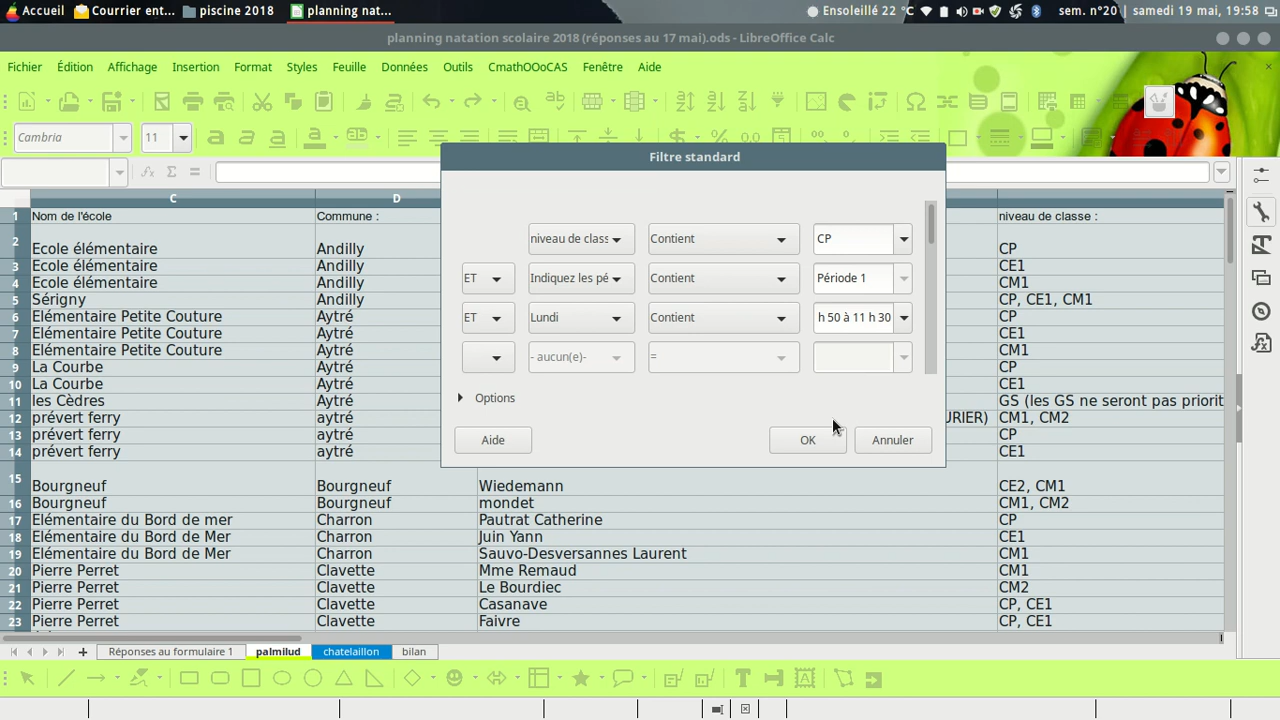 Accueil Courrier ent... piscine 2018 planning nat... Ensoleillé 22 °C sem. n°20 | samedi 19 mai, 19:58
planning natation scolaire 2018 (réponses au 17 mai).ods - LibreOffice Calc
Fichier Édition Affichage Insertion Format Styles Feuille Données Outils CmathOOoCAS Fenêtre Aide
Cambria 11
Filtre standard
niveau de class Contient CP
ET Indiquez les pé Contient Période 1
ET Lundi Contient h 50 à 11 h 30
- aucun(e)- =
Options
Aide OK Annuler
C D
1 Nom de l'école Commune : niveau de classe :
2 Ecole élémentaire Andilly CP
3 Ecole élémentaire Andilly CE1
4 Ecole élémentaire Andilly CM1
5 Sérigny Andilly CP, CE1, CM1
6 Elémentaire Petite Couture Aytré CP
7 Elémentaire Petite Couture Aytré CE1
8 Elémentaire Petite Couture Aytré CM1
9 La Courbe Aytré CP
10 La Courbe Aytré CE1
11 les Cèdres Aytré GS (les GS ne seront pas priorit
12 prévert ferry aytré URIER) CM1, CM2
13 prévert ferry aytré CP
14 prévert ferry aytré CE1
15 Bourgneuf Bourgneuf Wiedemann CE2, CM1
16 Bourgneuf Bourgneuf mondet CM1, CM2
17 Elémentaire du Bord de mer Charron Pautrat Catherine CP
18 Elémentaire du Bord de Mer Charron Juin Yann CE1
19 Elémentaire du Bord de Mer Charron Sauvo-Desversannes Laurent CM1
20 Pierre Perret Clavette Mme Remaud CM1
21 Pierre Perret Clavette Le Bourdiec CM2
22 Pierre Perret Clavette Casanave CP, CE1
23 Pierre Perret Clavette Faivre CP, CE1
Réponses au formulaire 1 palmilud chatelaillon bilan